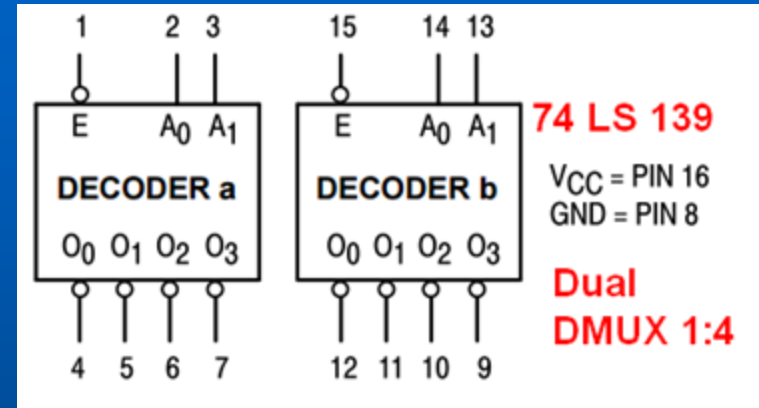 1 2 3 15 14 13
E A0 A1 E A0 A1 74 LS 139
DECODER a DECODER b VCC = PIN 16
GND = PIN 8
O0 O1 O2 O3 O0 O1 O2 O3
Dual
DMUX 1:4
4 5 6 7 12 11 10 9